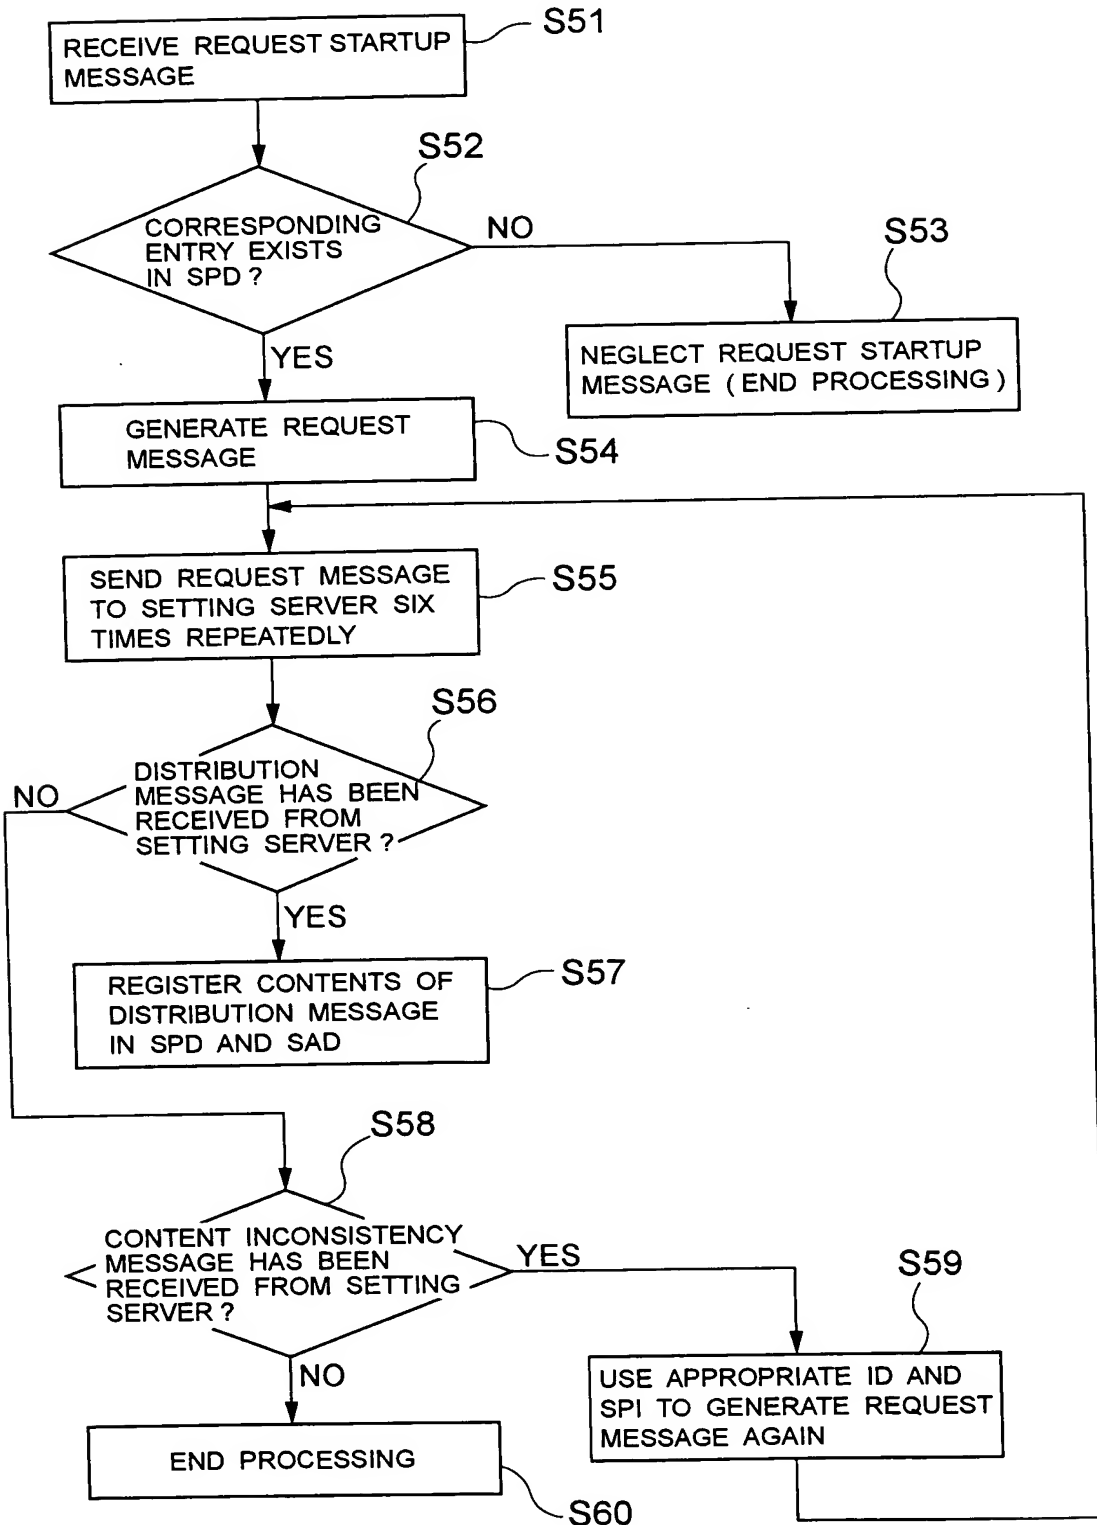 S51
RECEIVE REQUEST STARTUP
MESSAGE
S52
CORRESPONDING
ENTRY EXISTS
IN SPD ?
NO
S53
NEGLECT REQUEST STARTUP
MESSAGE ( END PROCESSING )
YES
GENERATE REQUEST
MESSAGE
S54
SEND REQUEST MESSAGE
TO SETTING SERVER SIX
TIMES REPEATEDLY
S55
S56
DISTRIBUTION
MESSAGE HAS BEEN
RECEIVED FROM
SETTING SERVER ?
NO
YES
S57
REGISTER CONTENTS OF
DISTRIBUTION MESSAGE
IN SPD AND SAD
S58
CONTENT INCONSISTENCY
MESSAGE HAS BEEN
RECEIVED FROM SETTING
SERVER ?
YES
S59
NO
USE APPROPRIATE ID AND
SPI TO GENERATE REQUEST
MESSAGE AGAIN
END PROCESSING
S60